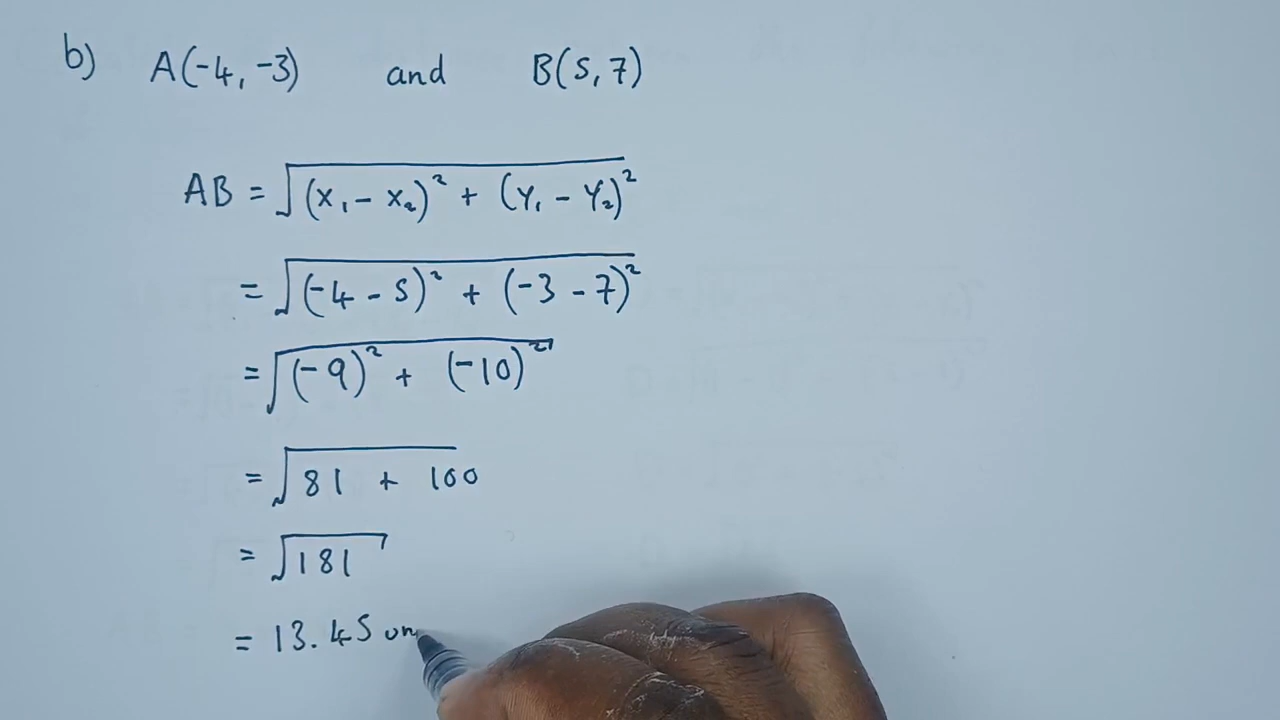 b) A(-4, -3) and B(5, 7)
AB = √((x₁ - x₂)² + (y₁ - y₂)²)
= √((-4 - 5)² + (-3 - 7)²)
= √((-9)² + (-10)²)
= √(81 + 100)
= √181
= 13.45 un